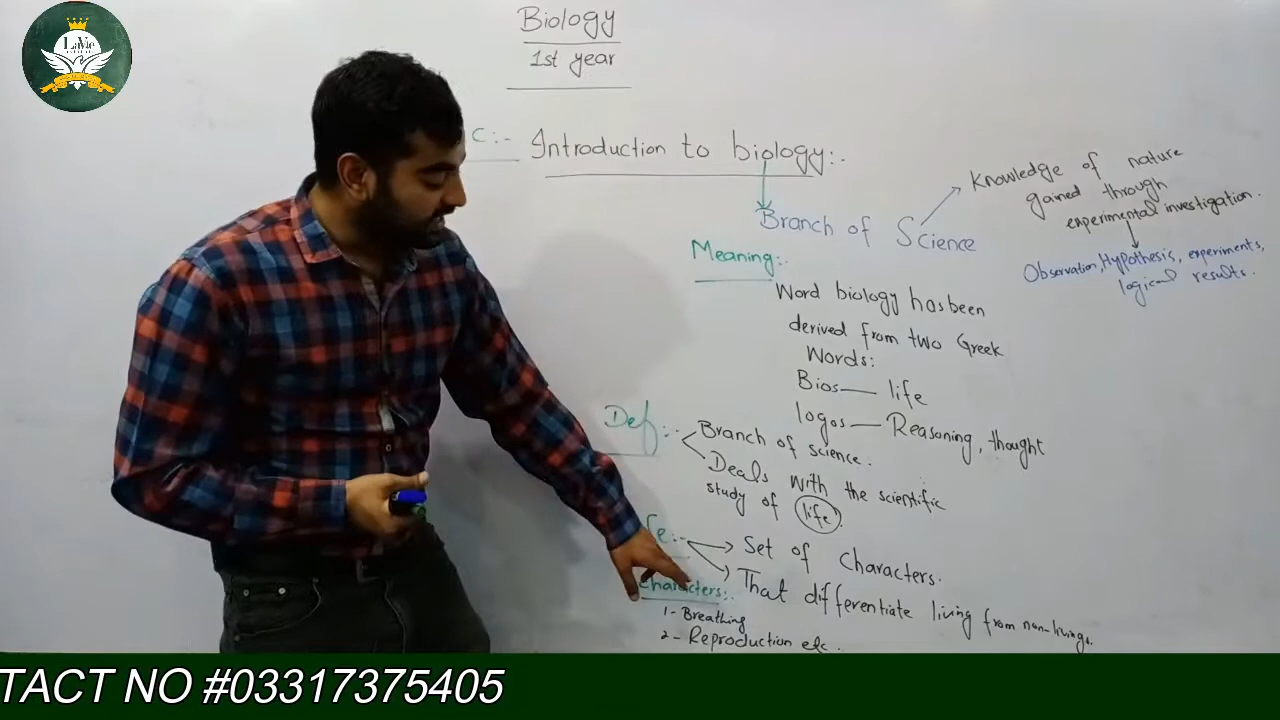 LaVie
Biology
1st year
c:- Introduction to biology:.
Branch of Science
Knowledge of nature
gained through
experimental investigation.
Observation, Hypothesis, experiments,
logical results.
Meaning:.
Word biology has been
derived from two Greek
Words:
Bios— life
logos— Reasoning, thought
Def:-
Branch of science.
Deals with the scientific
study of life.
fe:-
Set of Characters.
That differentiate living from non-livings.
Characters:.
1- Breathing
2- Reproduction etc.
TACT NO #03317375405